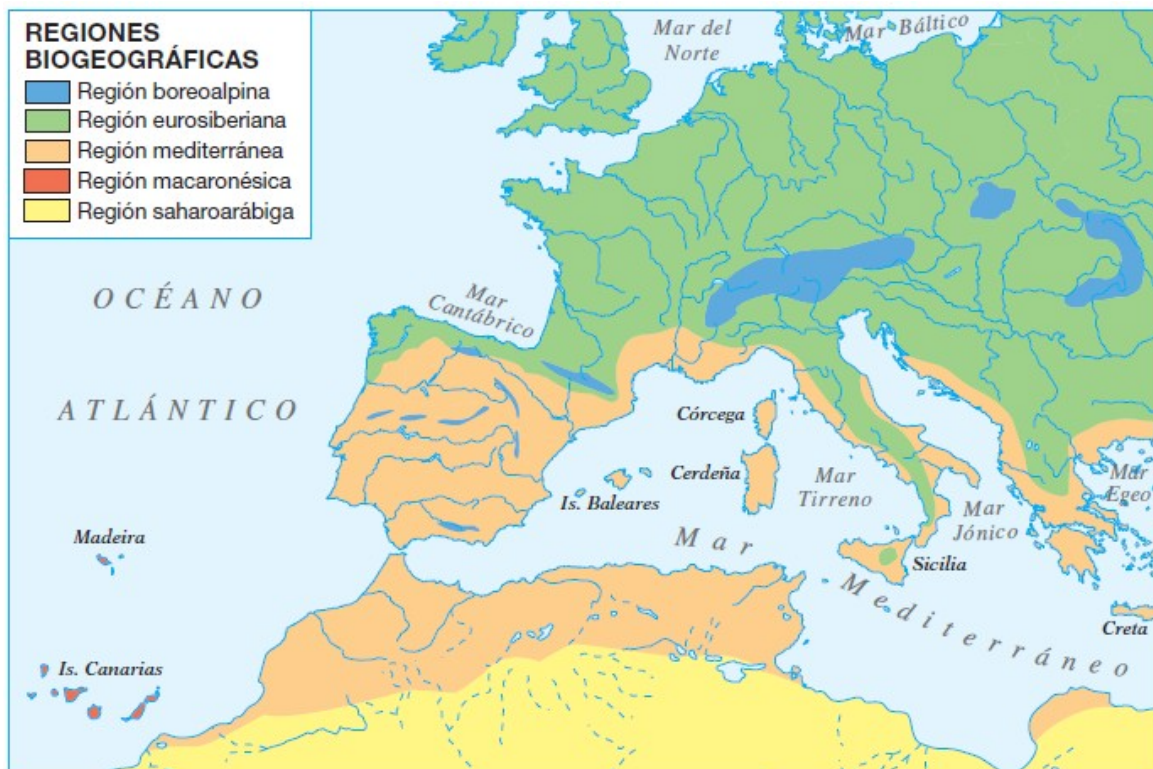 REGIONES
BIOGEOGRÁFICAS
Región boreoalpina
Región eurosiberiana
Región mediterránea
Región macaronésica
Región saharoarábiga
Mar del
Norte
Mar Báltico
OCÉANO
ATLÁNTICO
Mar
Cantábrico
Córcega
Cerdeña
Is. Baleares
Mar
Tirreno
Mar
Jónico
Mar
Egeo
Madeira
Sicilia
Mar
Mediterráneo
Creta
Is. Canarias